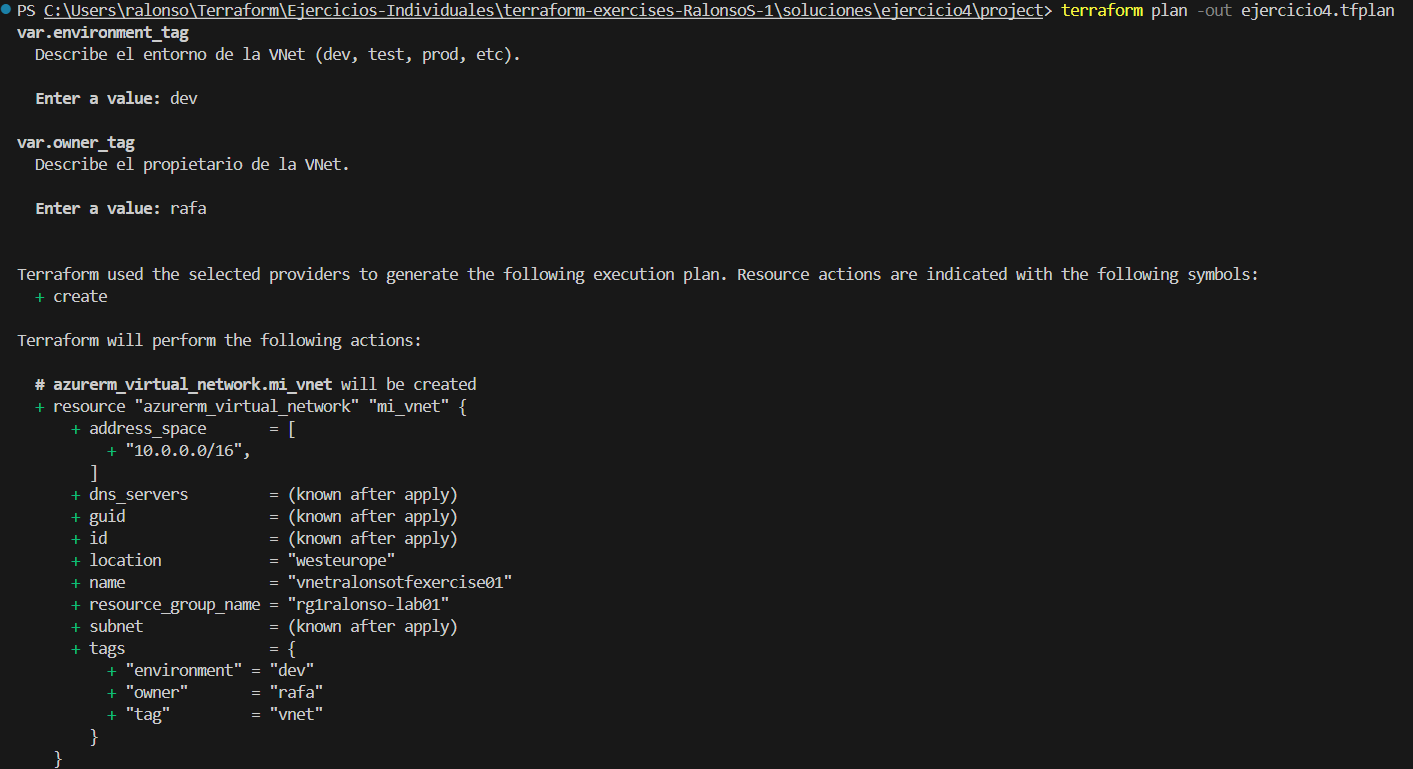 PS C:\Users\ralonso\Terraform\Ejercicios-Individuales\terraform-exercises-RalonsoS-1\soluciones\ejercicio4\project> terraform plan -out ejercicio4.tfplan
var.environment_tag
  Describe el entorno de la VNet (dev, test, prod, etc).

  Enter a value: dev

var.owner_tag
  Describe el propietario de la VNet.

  Enter a value: rafa


Terraform used the selected providers to generate the following execution plan. Resource actions are indicated with the following symbols:
  + create

Terraform will perform the following actions:

  # azurerm_virtual_network.mi_vnet will be created
  + resource "azurerm_virtual_network" "mi_vnet" {
      + address_space       = [
          + "10.0.0.0/16",
        ]
      + dns_servers         = (known after apply)
      + guid                = (known after apply)
      + id                  = (known after apply)
      + location            = "westeurope"
      + name                = "vnetralonsotfexercise01"
      + resource_group_name = "rg1ralonso-lab01"
      + subnet              = (known after apply)
      + tags                = {
          + "environment" = "dev"
          + "owner"       = "rafa"
          + "tag"         = "vnet"
        }
    }